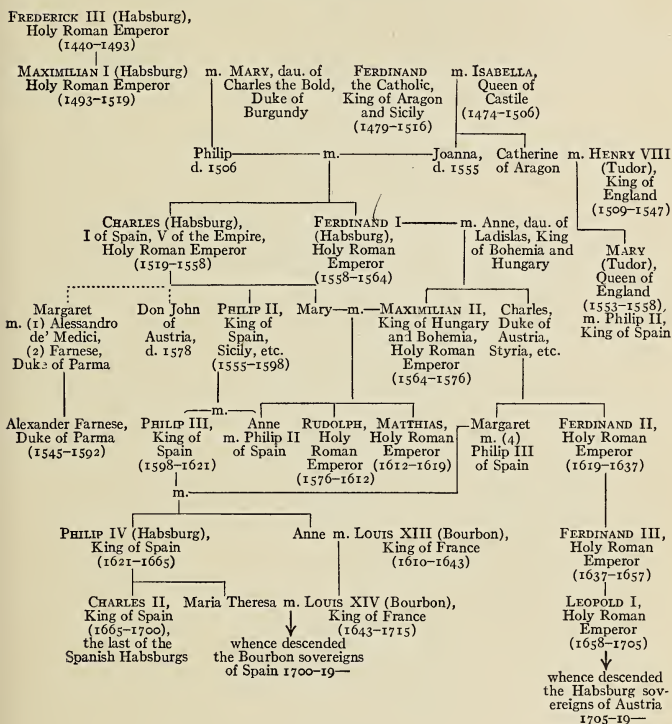 FREDERICK III (Habsburg),
Holy Roman Emperor
(1440–1493)
MAXIMILIAN I (Habsburg)
Holy Roman Emperor
(1493–1519)
m. MARY, dau. of
Charles the Bold,
Duke of
Burgundy
FERDINAND
the Catholic,
King of Aragon
and Sicily
(1479–1516)
m. ISABELLA,
Queen of
Castile
(1474–1506)
Philip
d. 1506
m.
Joanna,
d. 1555
Catherine
of Aragon
m. HENRY VIII
(Tudor),
King of
England
(1509–1547)
CHARLES (Habsburg),
I of Spain, V of the Empire,
Holy Roman Emperor
(1519–1558)
FERDINAND I
(Habsburg),
Holy Roman
Emperor
(1558–1564)
m. Anne, dau. of
Ladislas, King
of Bohemia and
Hungary
MARY
(Tudor),
Queen of
England
(1553–1558),
m. Philip II,
King of Spain
Margaret
m. (1) Alessandro
de' Medici,
(2) Farnese,
Duke of Parma
Don John
of
Austria,
d. 1578
PHILIP II,
King of
Spain,
Sicily, etc.
(1555–1598)
Mary—m.—MAXIMILIAN II,
King of Hungary
and Bohemia,
Holy Roman
Emperor
(1564–1576)
Charles,
Duke of
Austria,
Styria, etc.
Alexander Farnese,
Duke of Parma
(1545–1592)
m.
PHILIP III,
King of
Spain
(1598–1621)
Anne
m. Philip II
of Spain
RUDOLPH,
Holy
Roman
Emperor
(1576–1612)
MATTHIAS,
Holy Roman
Emperor
(1612–1619)
Margaret
m. (4)
Philip III
of Spain
FERDINAND II,
Holy Roman
Emperor
(1619–1637)
m.
PHILIP IV (Habsburg),
King of Spain
(1621–1665)
Anne m. LOUIS XIII (Bourbon),
King of France
(1610–1643)
FERDINAND III,
Holy Roman
Emperor
(1637–1657)
CHARLES II,
King of Spain
(1665–1700),
the last of the
Spanish Habsburgs
Maria Theresa m. LOUIS XIV (Bourbon),
King of France
(1643–1715)
whence descended
the Bourbon sovereigns
of Spain 1700–19—
LEOPOLD I,
Holy Roman
Emperor
(1658–1705)
whence descended
the Habsburg sov-
ereigns of Austria
1705–19—